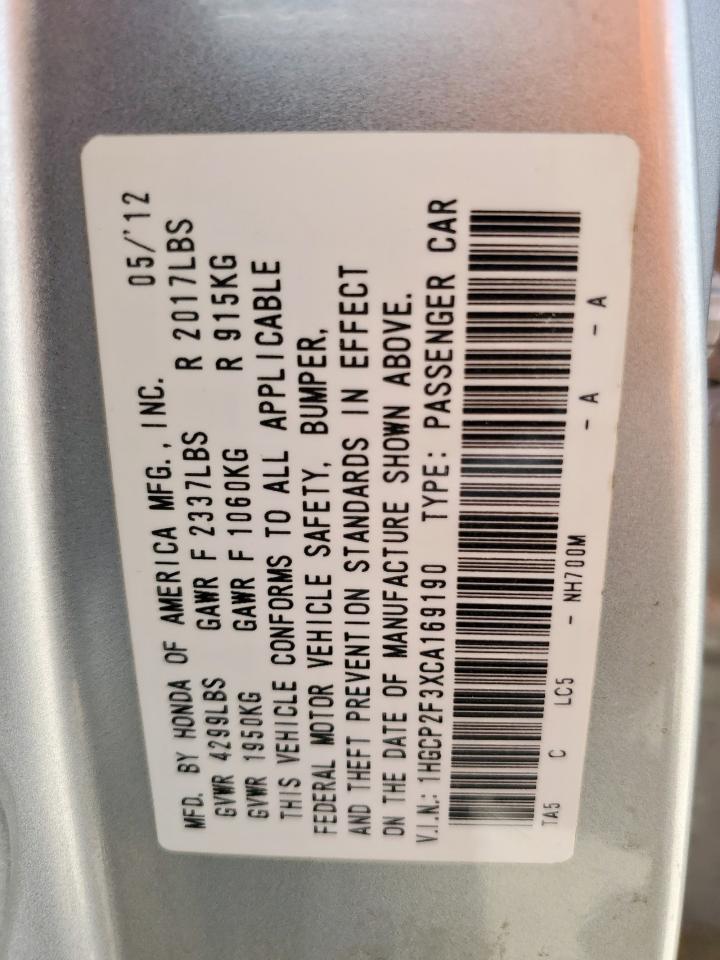 MFD. BY HONDA OF AMERICA MFG., INC. 05/'12
GVWR 4299LBS GAWR F 2337LBS R 2017LBS
GVWR 1950KG GAWR F 1060KG R 915KG
THIS VEHICLE CONFORMS TO ALL APPLICABLE
FEDERAL MOTOR VEHICLE SAFETY, BUMPER,
AND THEFT PREVENTION STANDARDS IN EFFECT
ON THE DATE OF MANUFACTURE SHOWN ABOVE.
V.I.N.: 1HGCP2F3XCA169190 TYPE: PASSENGER CAR
TA5 C LC5 - NH700M - A - A